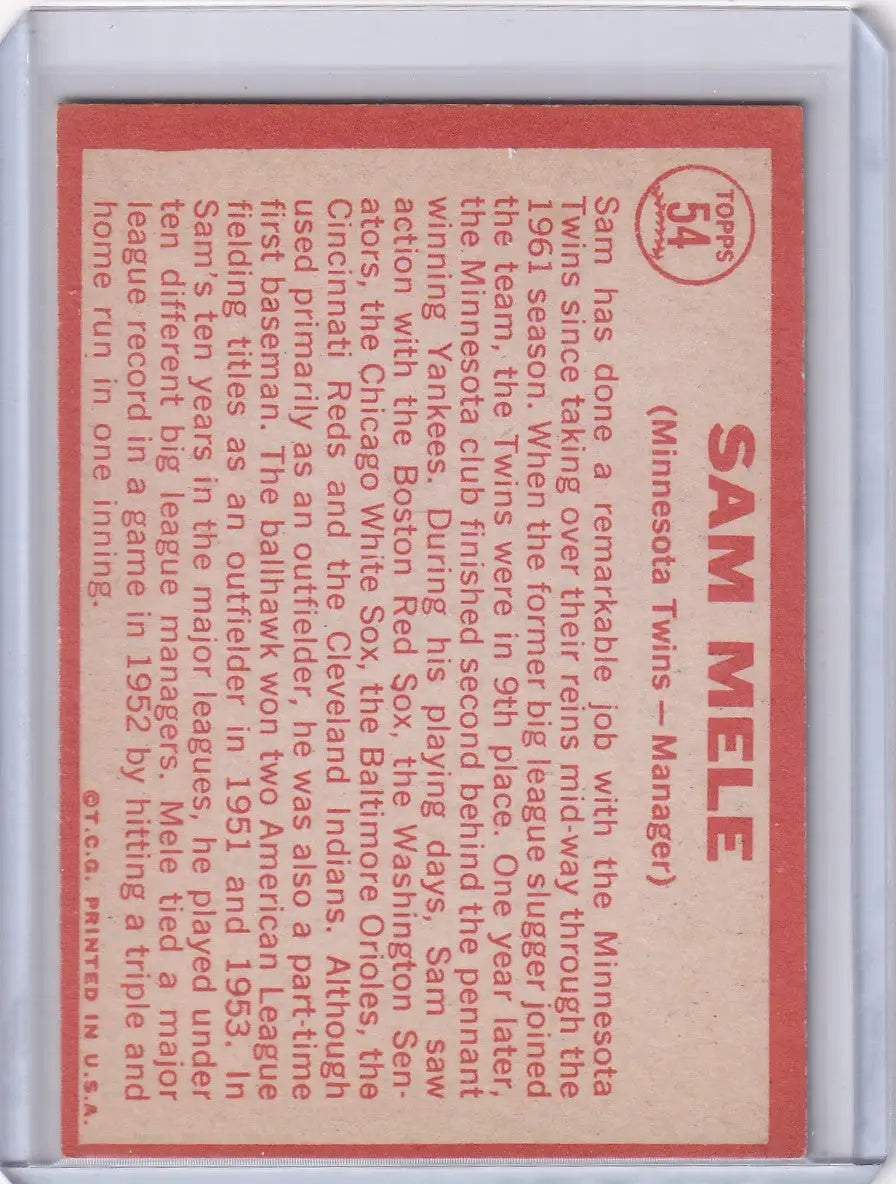 TOPPS
54
SAM MELE
(Minnesota Twins — Manager)
Sam has done a remarkable job with the Minnesota
Twins since taking over their reins mid-way through the
1961 season. When the former big league slugger joined
the team, the Twins were in 9th place. One year later,
the Minnesota club finished second behind the pennant
winning Yankees. During his playing days, Sam saw
action with the Boston Red Sox, the Washington Sen-
ators, the Chicago White Sox, the Baltimore Orioles, the
Cincinnati Reds and the Cleveland Indians. Although
used primarily as an outfielder, he was also a part-time
first baseman. The ballhawk won two American League
fielding titles as an outfielder in 1951 and 1953. In
Sam's ten years in the major leagues, he played under
ten different big league managers. Mele tied a major
league record in a game in 1952 by hitting a triple and
home run in one inning.
©T.C.G. PRINTED IN U.S.A.